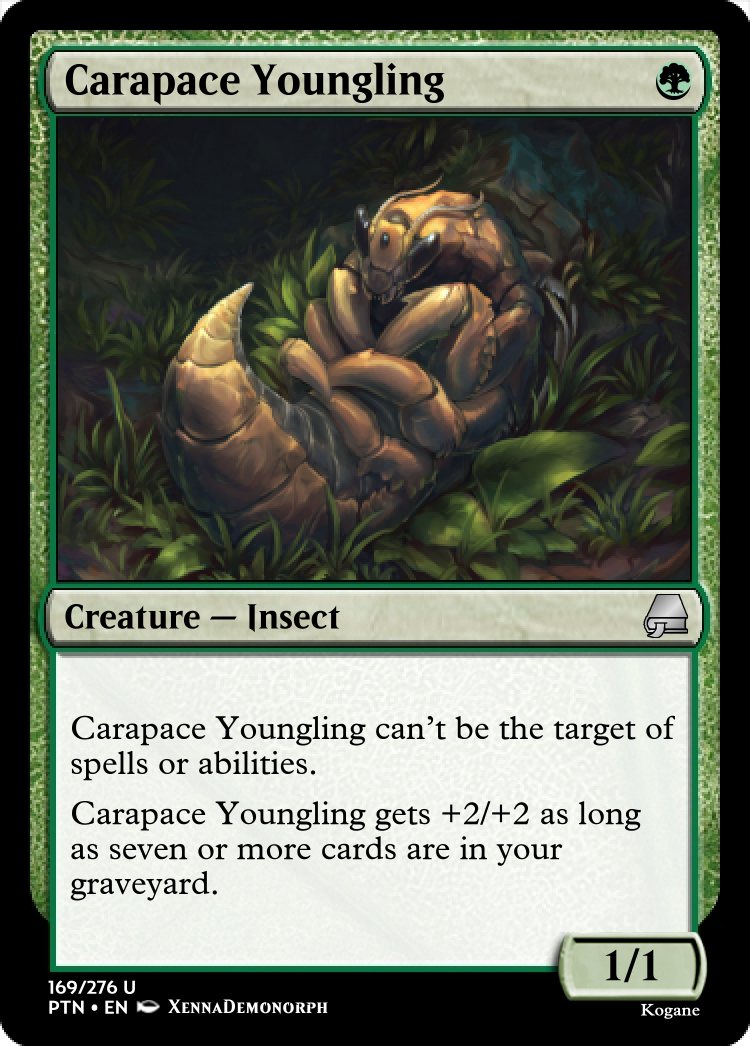 Carapace Youngling
Creature — Insect
Carapace Youngling can't be the target of
spells or abilities.
Carapace Youngling gets +2/+2 as long
as seven or more cards are in your
graveyard.
1/1
169/276 U
PTN • EN XennaDemonorph
Kogane